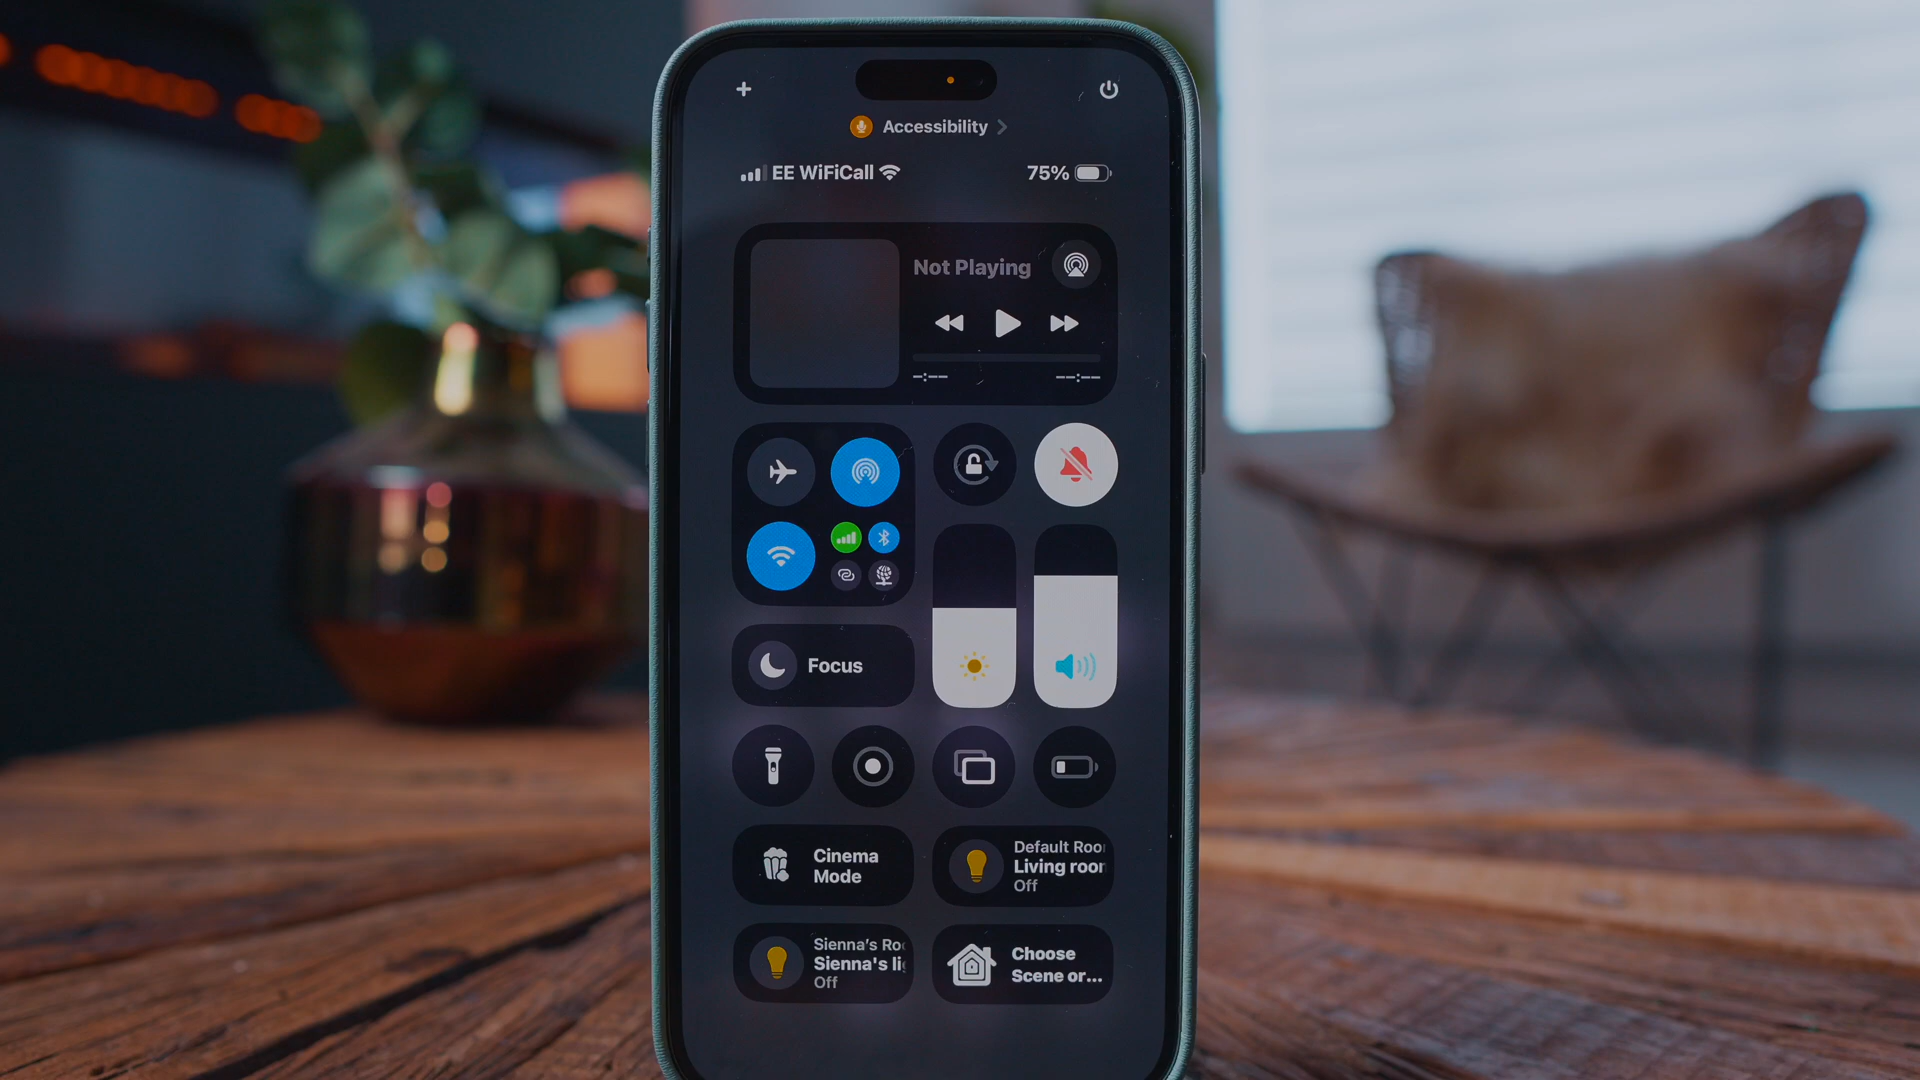 Accessibility
EE WiFiCall
75%
Not Playing
--:--
--:--
Focus
Cinema
Mode
Default Roo
Living roor
Off
Sienna's Ro
Sienna's li
Off
Choose
Scene or...